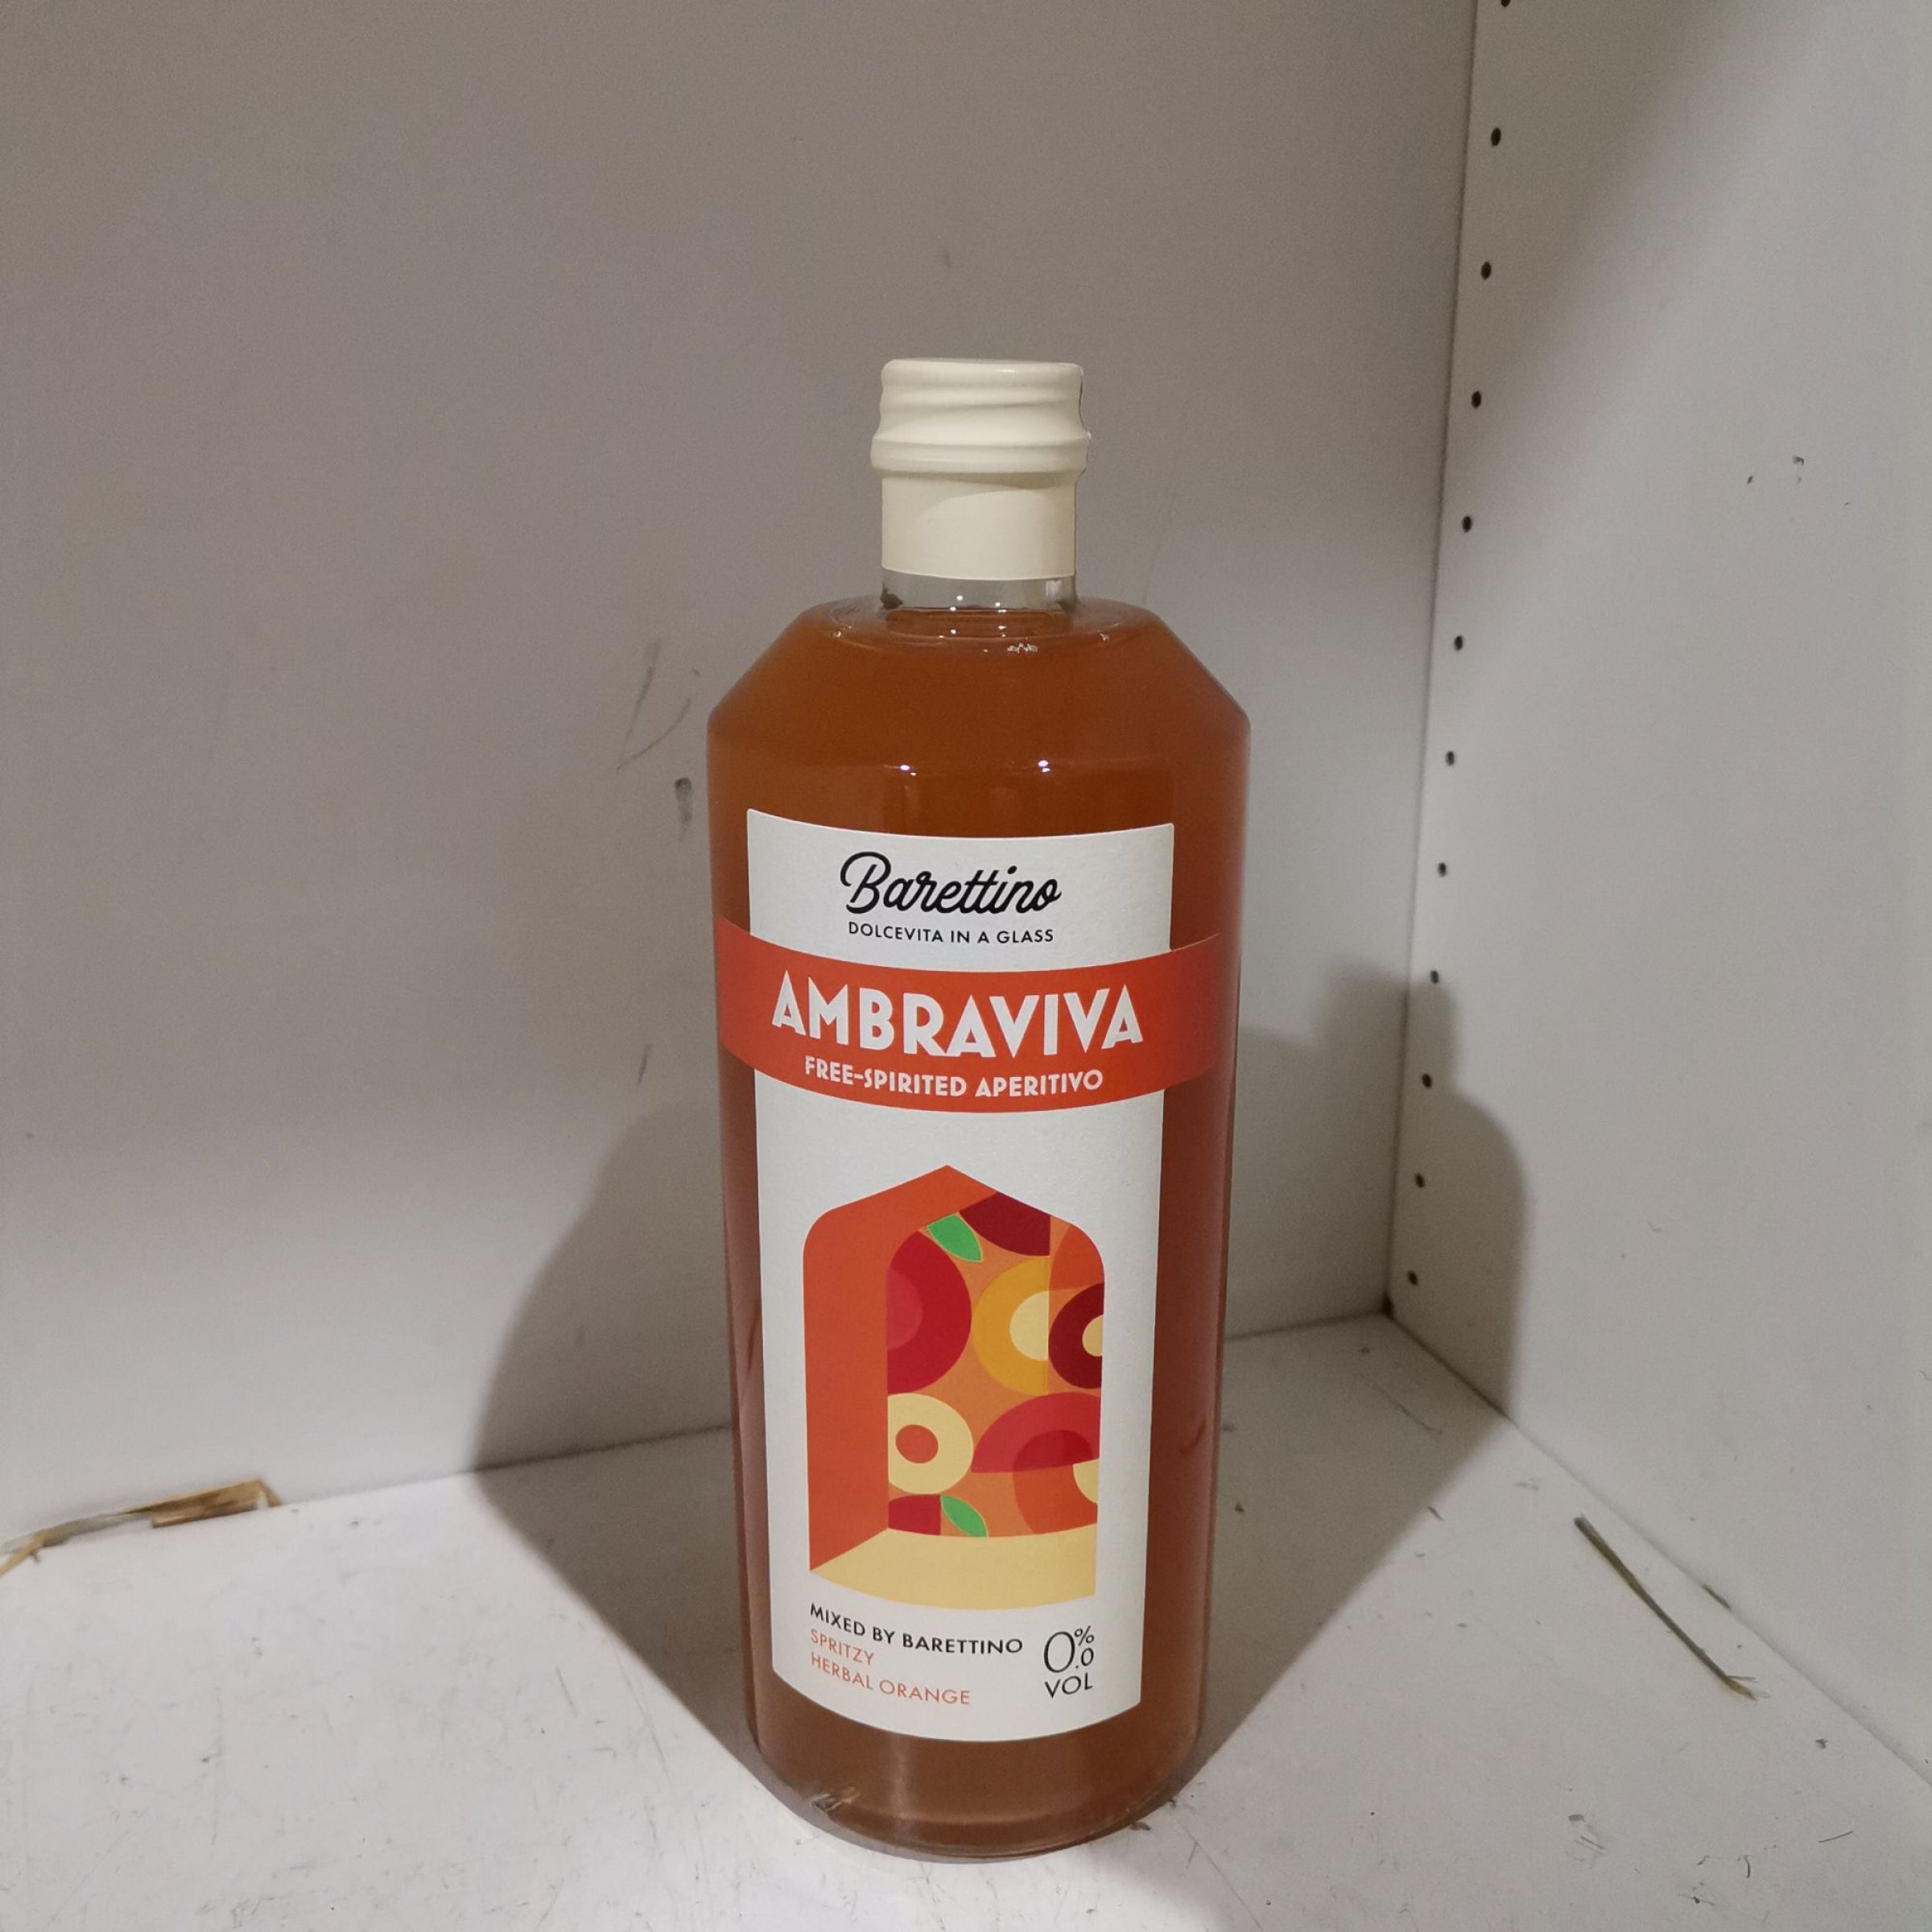 Barettino
DOLCEVITA IN A GLASS
AMBRAVIVA
FREE-SPIRITED APERITIVO
MIXED BY BARETTINO
SPRITZY
HERBAL ORANGE
0.0%
VOL